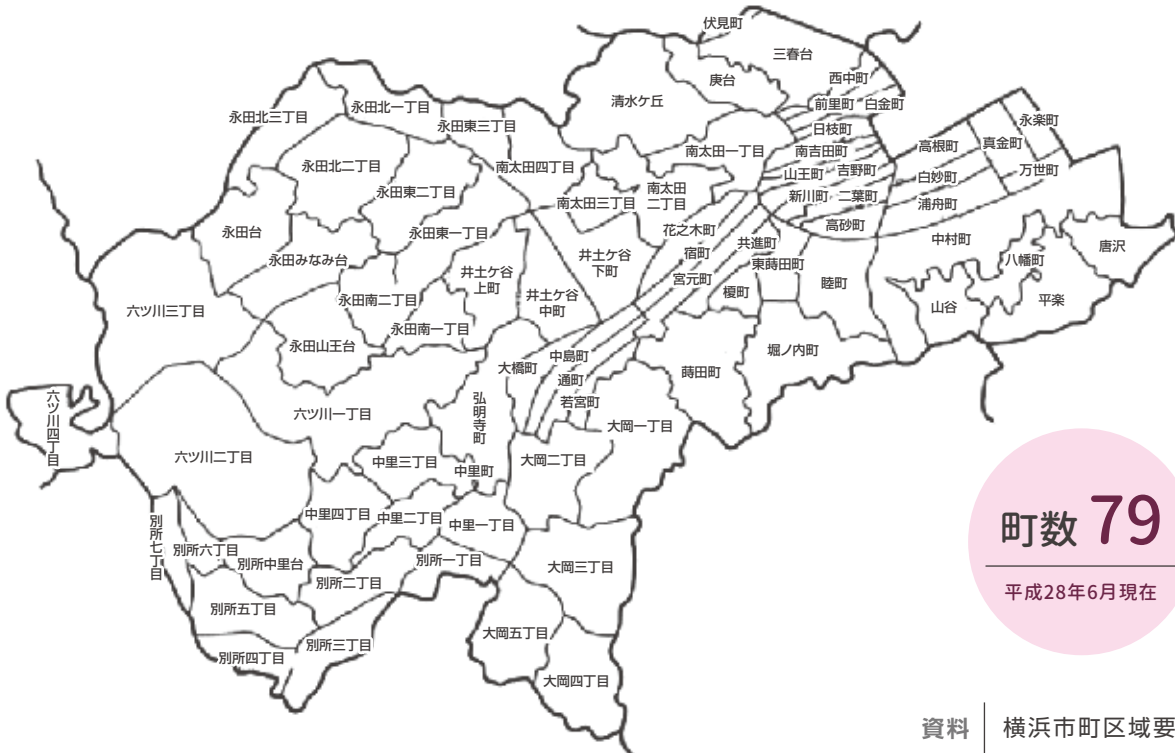 伏見町
三春台
庚台
西中町
清水ケ丘
前里町
白金町
永田北一丁目
永田北三丁目
永田東三丁目
日枝町
永楽町
南太田一丁目
南吉田町
高根町
真金町
永田北二丁目
南太田四丁目
山王町
吉野町
白妙町
万世町
永田東二丁目
南太田三丁目
南太田
二丁目
新川町
二葉町
浦舟町
永田台
永田東一丁目
花之木町
高砂町
中村町
唐沢
永田みなみ台
井土ケ谷
上町
井土ケ谷
下町
宿町
共進町
東蒔田町
八幡町
六ツ川三丁目
永田南二丁目
井土ケ谷
中町
宮元町
榎町
睦町
山谷
平楽
永田南一丁目
永田山王台
大橋町
中島町
堀ノ内町
通町
蒔田町
六ツ川四丁目
六ツ川一丁目
弘明寺町
若宮町
大岡一丁目
六ツ川二丁目
中里三丁目
中里町
大岡二丁目
中里四丁目
中里二丁目
中里一丁目
別所七丁目
別所六丁目
別所中里台
別所二丁目
別所一丁目
大岡三丁目
別所五丁目
大岡五丁目
別所三丁目
別所四丁目
大岡四丁目
町数 79
平成28年6月現在
資料 横浜市町区域要